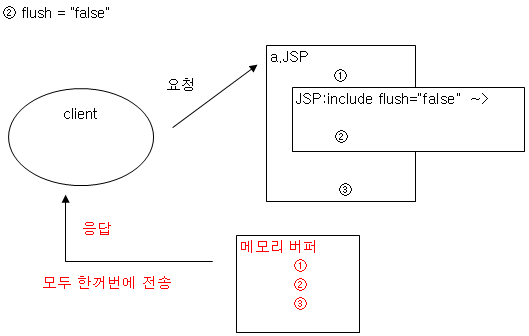 ② flush = "false"
a.JSP
요청
①
JSP:include flush="false" ~>
client
②
③
응답
메모리 버퍼
①
모두 한꺼번에 전송
②
③